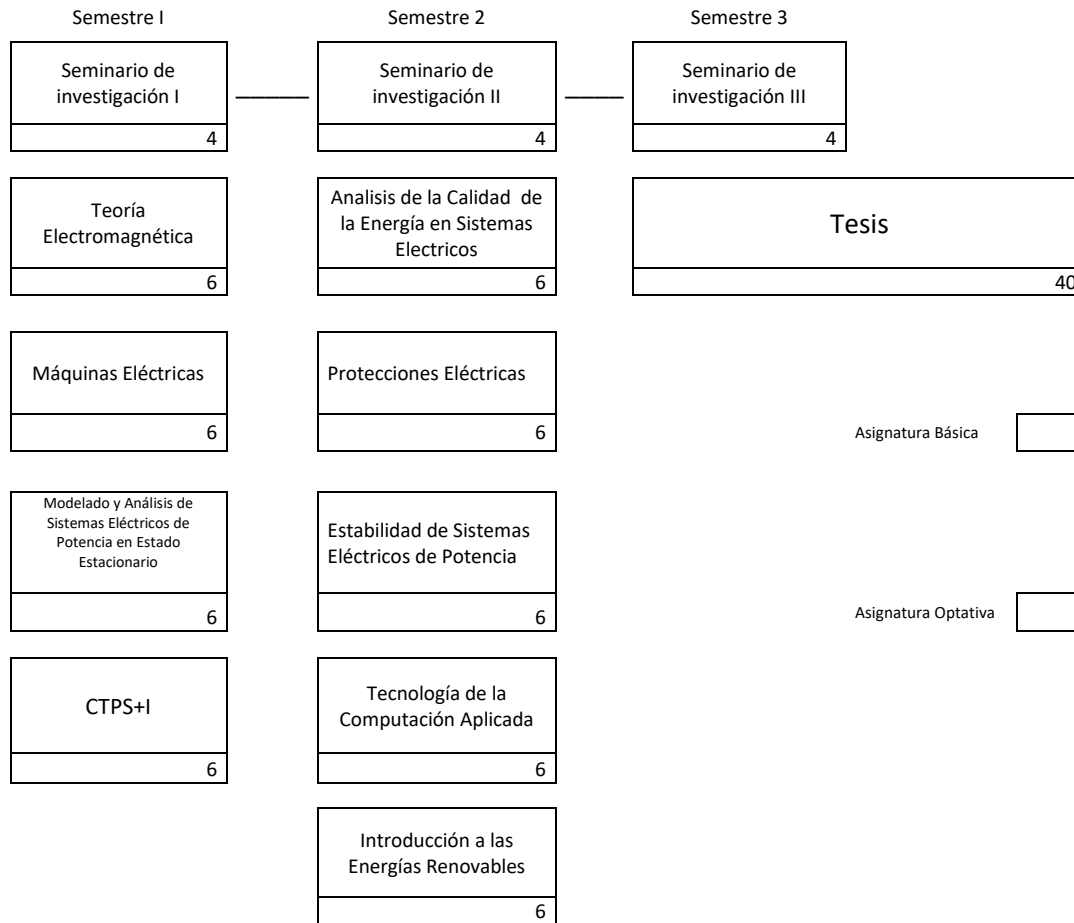 Semestre I
Semestre 2
Semestre 3
Seminario de
investigación I
4
Seminario de
investigación II
4
Seminario de
investigación III
4
Teoría
Electromagnética
6
Analisis de la Calidad de
la Energía en Sistemas
Electricos
6
Tesis
40
Máquinas Eléctricas
6
Protecciones Eléctricas
6
Asignatura Básica
Modelado y Análisis de
Sistemas Eléctricos de
Potencia en Estado
Estacionario
6
Estabilidad de Sistemas
Eléctricos de Potencia
6
Asignatura Optativa
CTPS+I
6
Tecnología de la
Computación Aplicada
6
Introducción a las
Energías Renovables
6